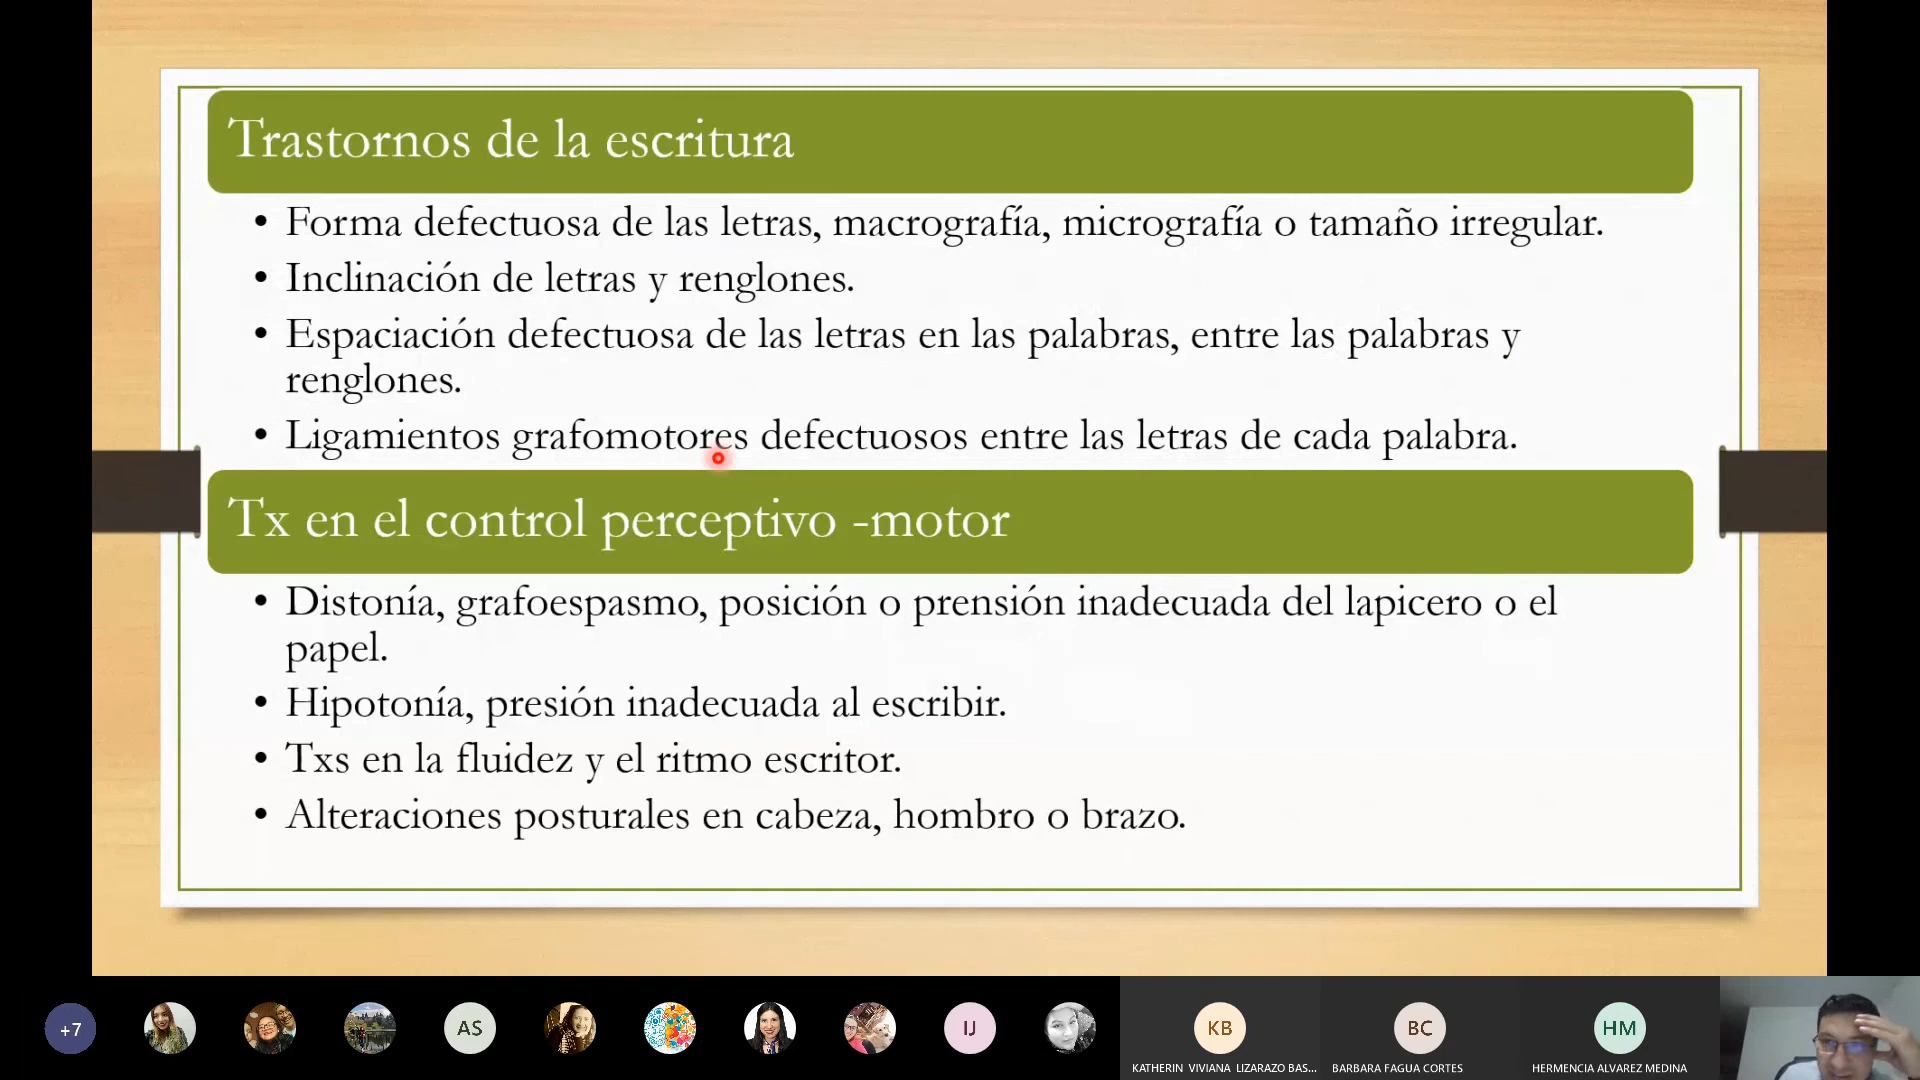 Trastornos de la escritura
• Forma defectuosa de las letras, macrografía, micrografía o tamaño irregular.
• Inclinación de letras y renglones.
• Espaciación defectuosa de las letras en las palabras, entre las palabras y
renglones.
• Ligamientos grafomotores defectuosos entre las letras de cada palabra.
Tx en el control perceptivo -motor
• Distonía, grafoespasmo, posición o prensión inadecuada del lapicero o el
papel.
• Hipotonía, presión inadecuada al escribir.
• Txs en la fluidez y el ritmo escritor.
• Alteraciones posturales en cabeza, hombro o brazo.
+7
AS
IJ
KB
BC
HM
KATHERIN VIVIANA LIZARAZO BAS...
BARBARA FAGUA CORTES
HERMENCIA ALVAREZ MEDINA